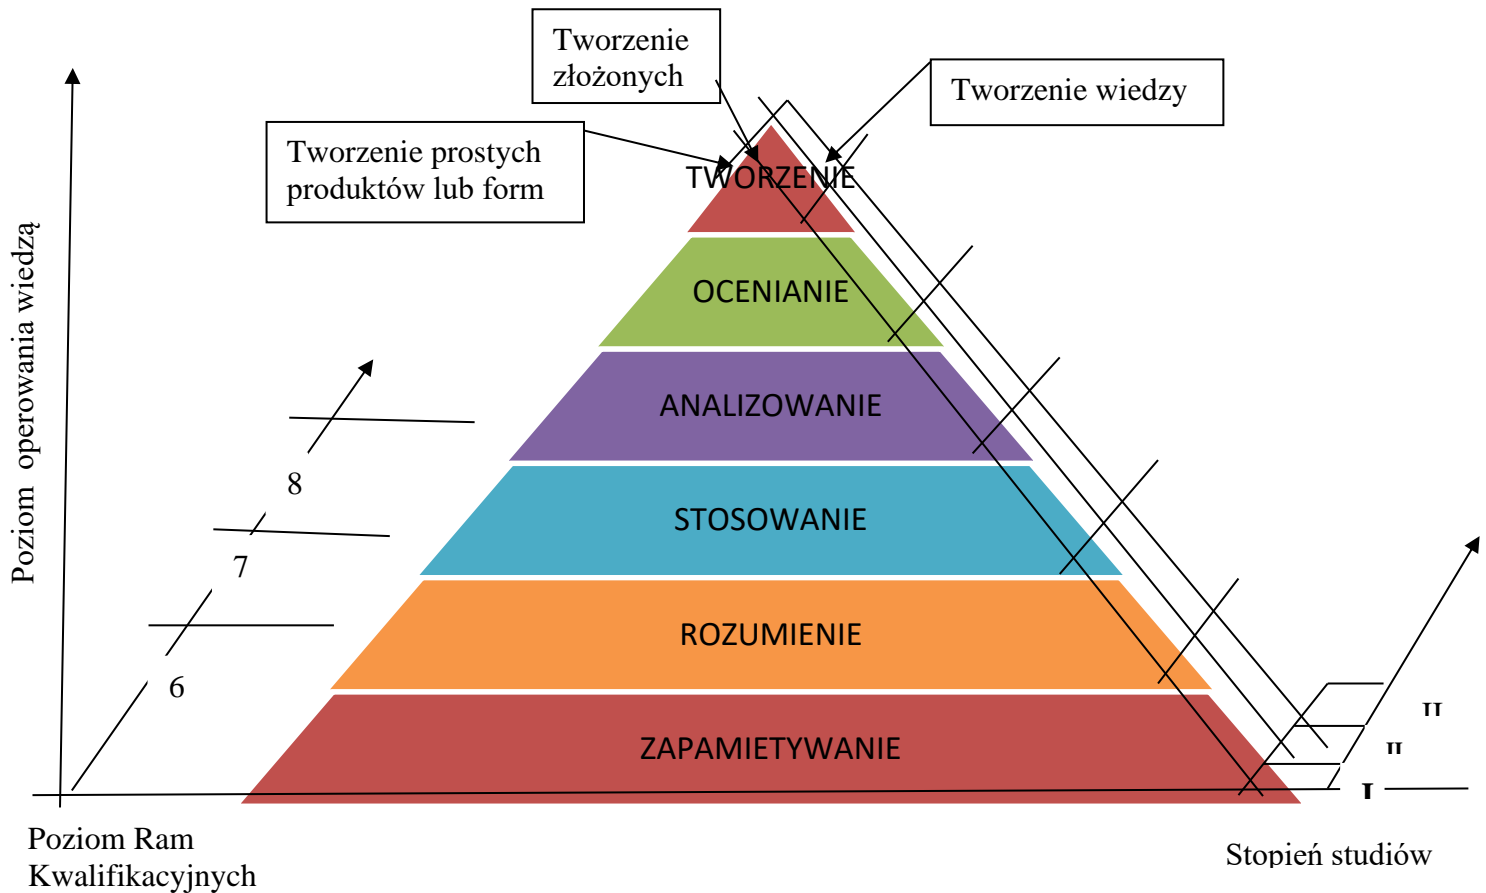 Tworzenie
złożonych
Tworzenie wiedzy
Tworzenie prostych
produktów lub form
TWORZENIE
OCENIANIE
ANALIZOWANIE
STOSOWANIE
ROZUMIENIE
ZAPAMIETYWANIE
Poziom operowania wiedzą
8
7
6
I
Poziom Ram
Kwalifikacyjnych
Stopień studiów